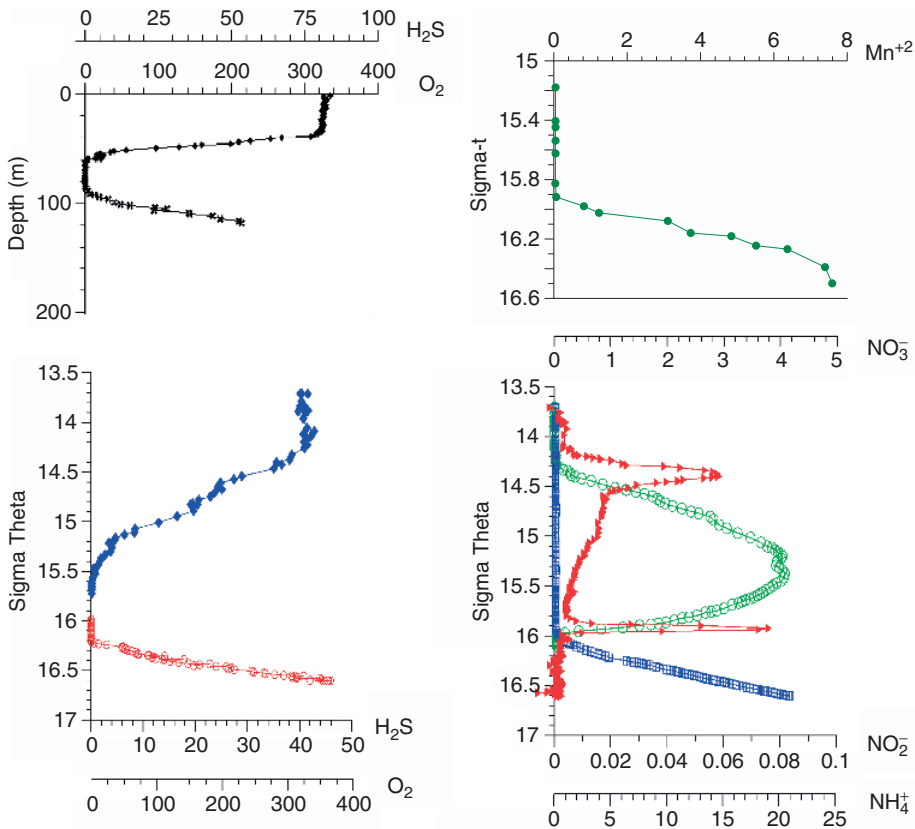 0 25 50 75 100
H₂S
0 100 200 300 400
O₂
0
100
200
Depth (m)
0 2 4 6 8
Mn⁺²
15
15.4
15.8
16.2
16.6
Sigma-t
13.5
14
14.5
15
15.5
16
16.5
17
Sigma Theta
0 10 20 30 40 50
H₂S
0 100 200 300 400
O₂
0 1 2 3 4 5
NO₃⁻
13.5
14
14.5
15
15.5
16
16.5
17
Sigma Theta
0 0.02 0.04 0.06 0.08 0.1
NO₂⁻
0 5 10 15 20 25
NH₄⁺